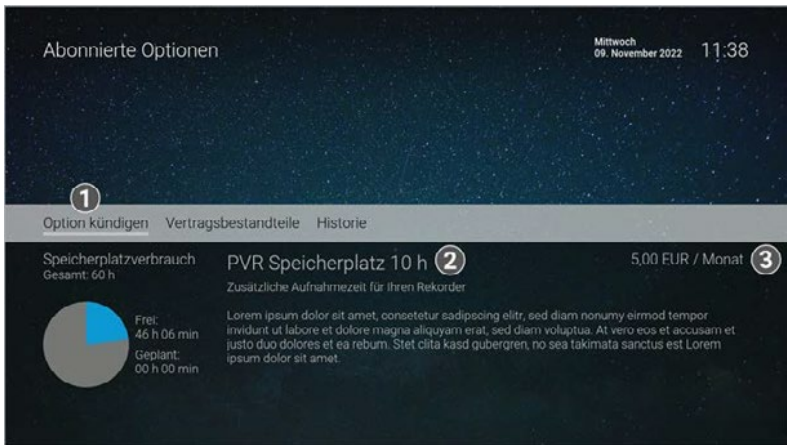 Abonnierte Optionen
Mittwoch
09. November 2022
11:38
1
Option kündigen Vertragsbestandteile Historie
Speicherplatzverbrauch
Gesamt: 60 h
Frei:
46 h 06 min
Geplant:
00 h 00 min
PVR Speicherplatz 10 h 2
5,00 EUR / Monat 3
Zusätzliche Aufnahmezeit für Ihren Rekorder
Lorem ipsum dolor sit amet, consetetur sadipscing elitr, sed diam nonumy eirmod tempor
invidunt ut labore et dolore magna aliquyam erat, sed diam voluptua. At vero eos et accusam et
justo duo dolores et ea rebum. Stet clita kasd gubergren, no sea takimata sanctus est Lorem
ipsum dolor sit amet.